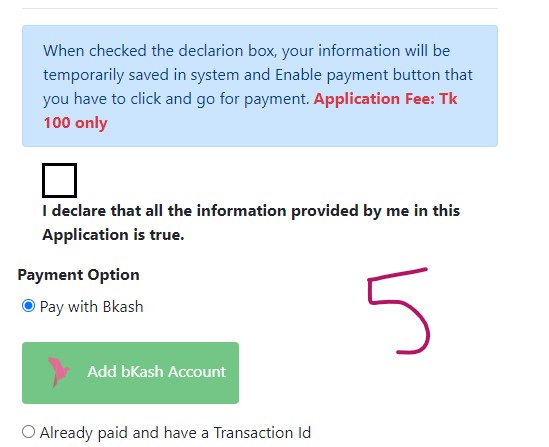 When checked the declarion box, your information will be
temporarily saved in system and Enable payment button that
you have to click and go for payment. Application Fee: Tk
100 only
I declare that all the information provided by me in this
Application is true.
Payment Option
Pay with Bkash
5
Add bKash Account
Already paid and have a Transaction Id